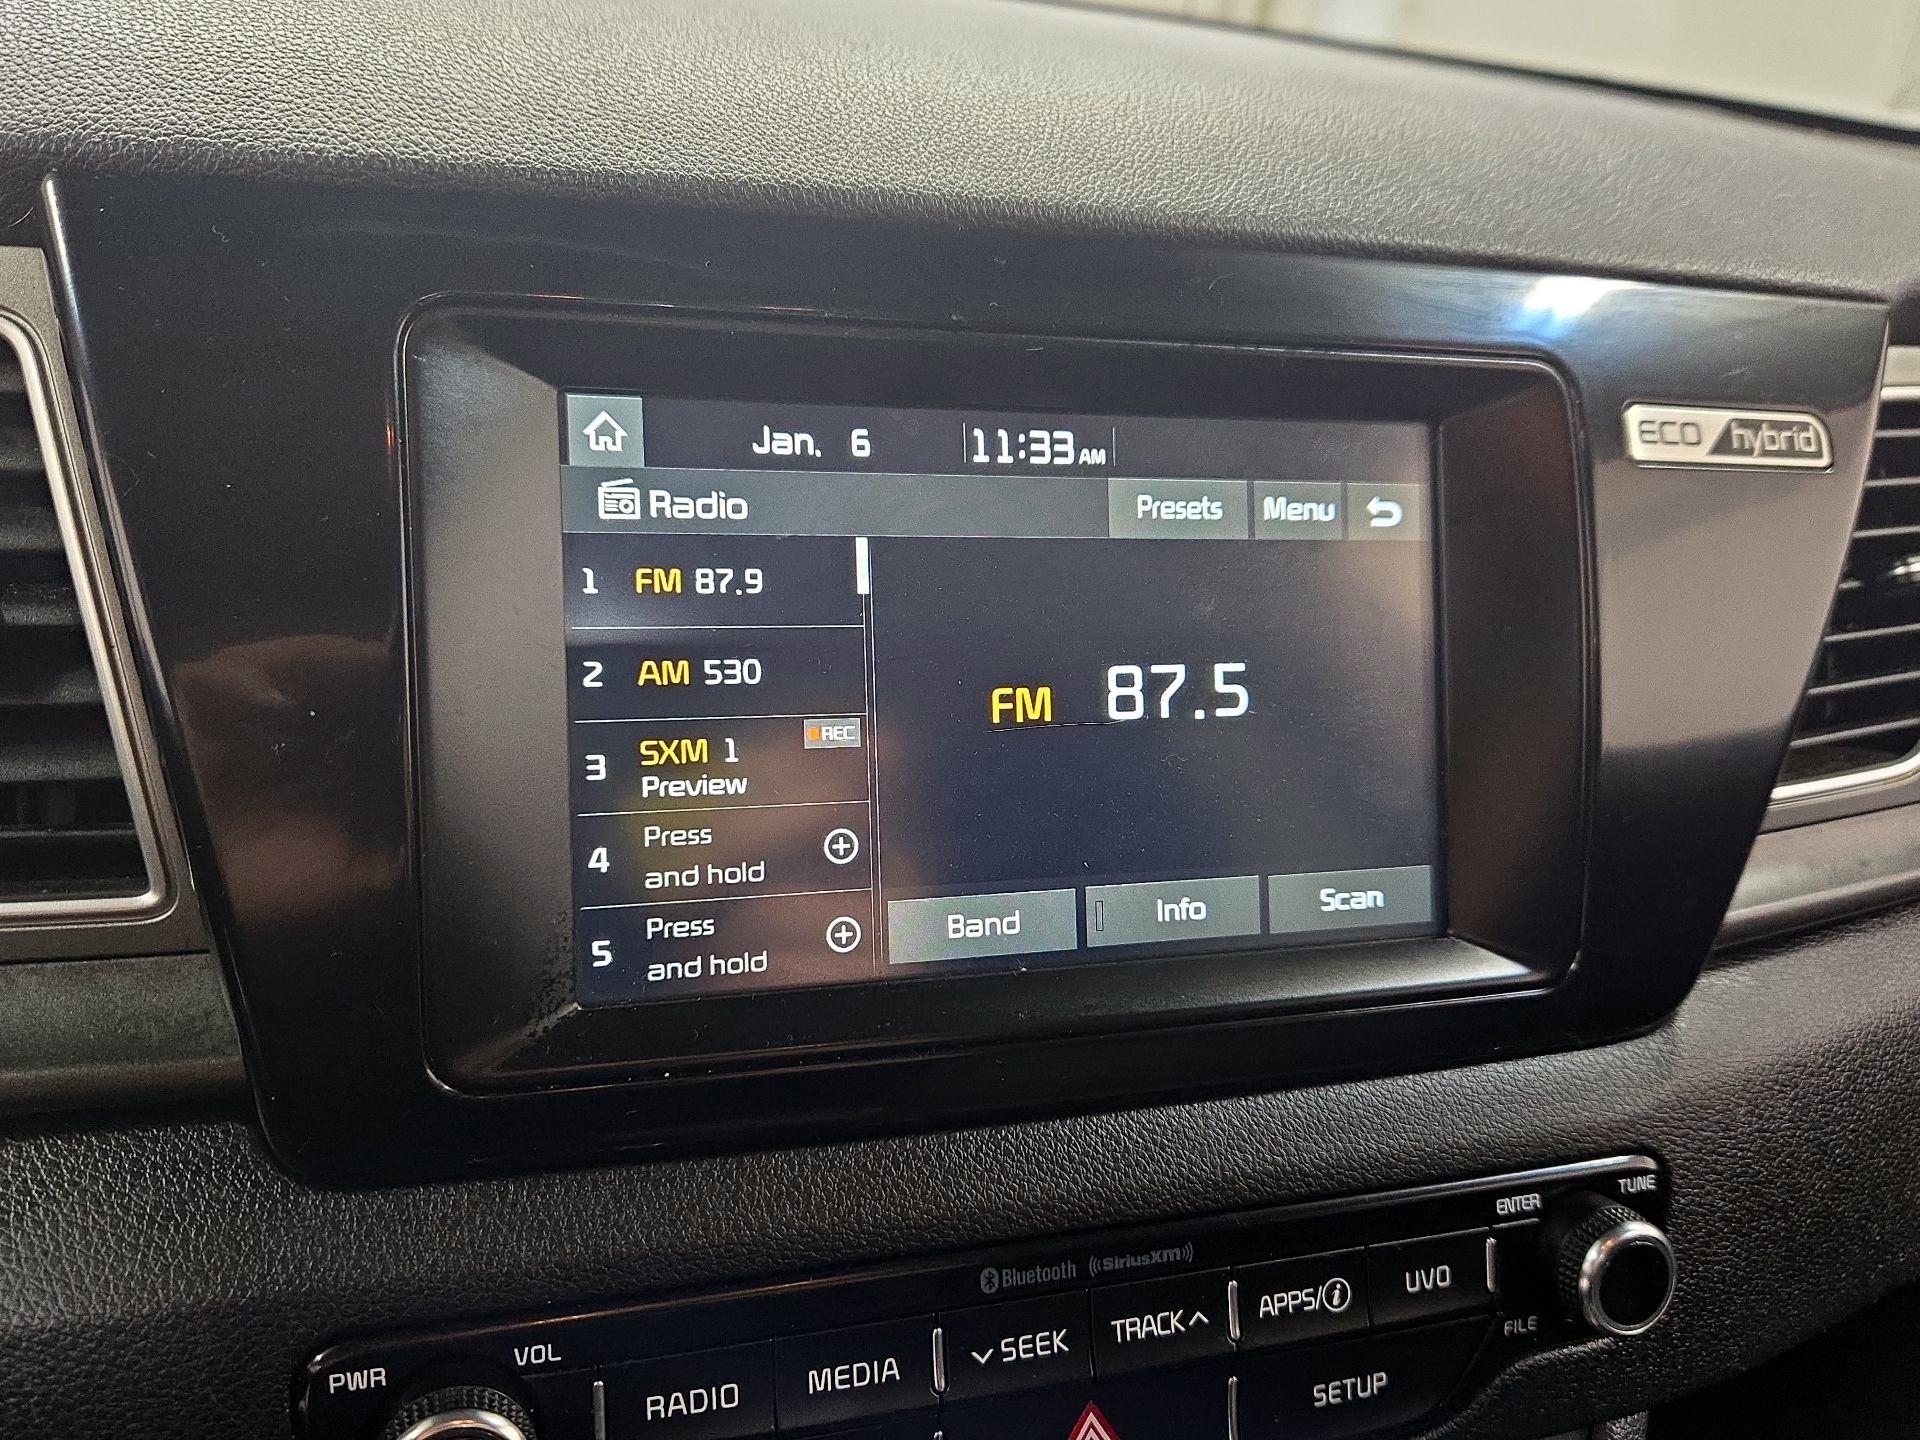 Jan. 6 11:33 AM
ECO hybrid
Radio Presets Menu
1 FM 87.9
2 AM 530
3 SXM 1 REC
Preview
4 Press
and hold
5 Press
and hold
FM 87.5
Band Info Scan
Bluetooth SiriusXM
PWR VOL
RADIO MEDIA SEEK TRACK APPS/i UVO
SETUP
ENTER TUNE
FILE